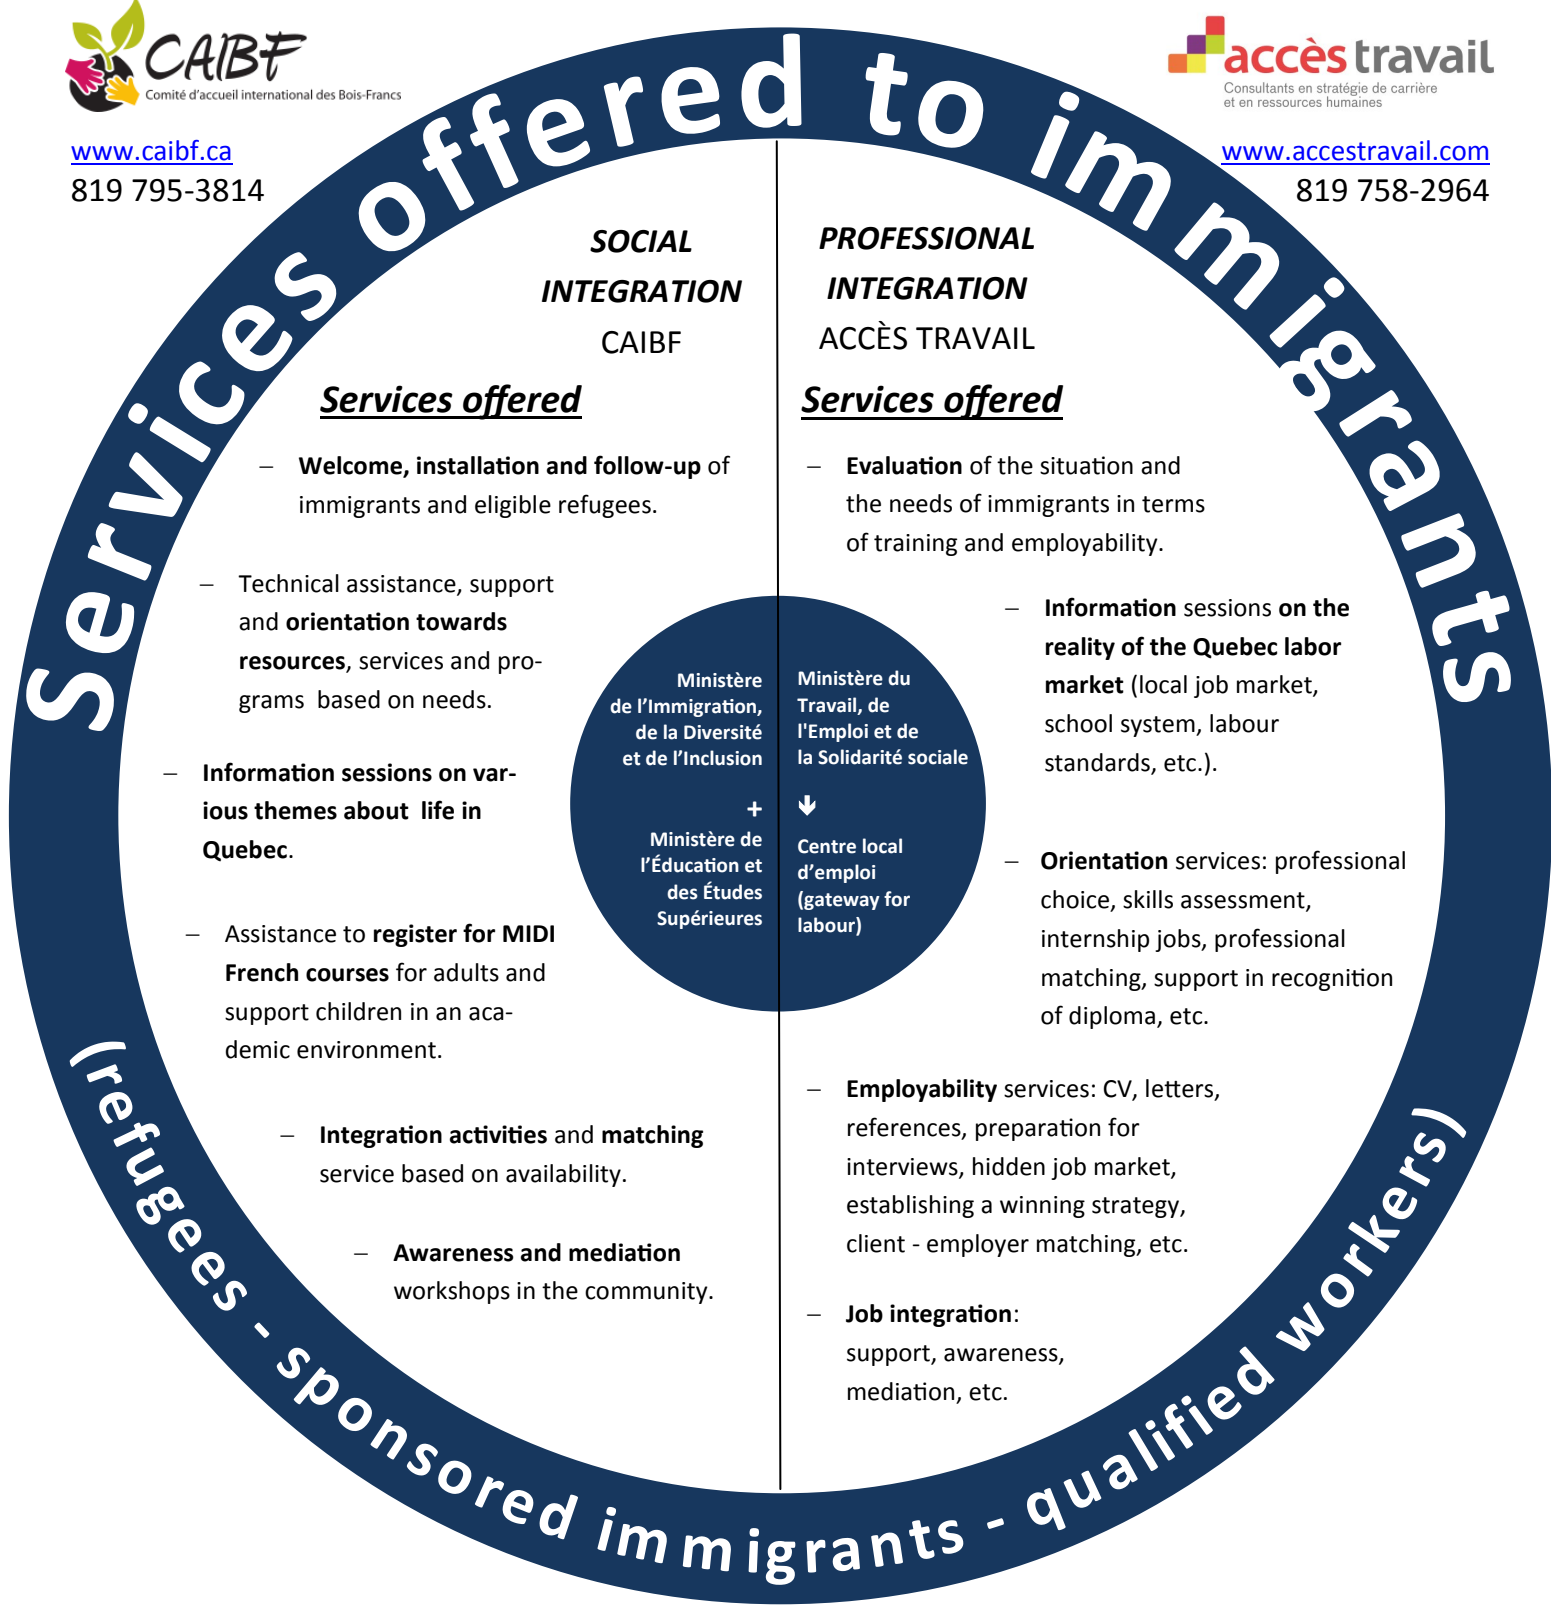 CAIBF
Comité d'accueil international des Bois-Francs
www.caibf.ca
819 795-3814
accès travail
Consultants en stratégie de carrière
et en ressources humaines
www.accestravail.com
819 758-2964
Services offered to immigrants
SOCIAL
INTEGRATION
CAIBF
Services offered
– Welcome, installation and follow-up of
immigrants and eligible refugees.
– Technical assistance, support
and orientation towards
resources, services and pro-
grams based on needs.
– Information sessions on var-
ious themes about life in
Quebec.
– Assistance to register for MIDI
French courses for adults and
support children in an aca-
demic environment.
– Integration activities and matching
service based on availability.
– Awareness and mediation
workshops in the community.
PROFESSIONAL
INTEGRATION
ACCÈS TRAVAIL
Services offered
– Evaluation of the situation and
the needs of immigrants in terms
of training and employability.
– Information sessions on the
reality of the Quebec labor
market (local job market,
school system, labour
standards, etc.).
– Orientation services: professional
choice, skills assessment,
internship jobs, professional
matching, support in recognition
of diploma, etc.
– Employability services: CV, letters,
references, preparation for
interviews, hidden job market,
establishing a winning strategy,
client - employer matching, etc.
– Job integration:
support, awareness,
mediation, etc.
Ministère
de l'Immigration,
de la Diversité
et de l'Inclusion
+
Ministère de
l'Éducation et
des Études
Supérieures
Ministère du
Travail, de
l'Emploi et de
la Solidarité sociale
🡻
Centre local
d'emploi
(gateway for
labour)
(refugees - sponsored immigrants - qualified workers)